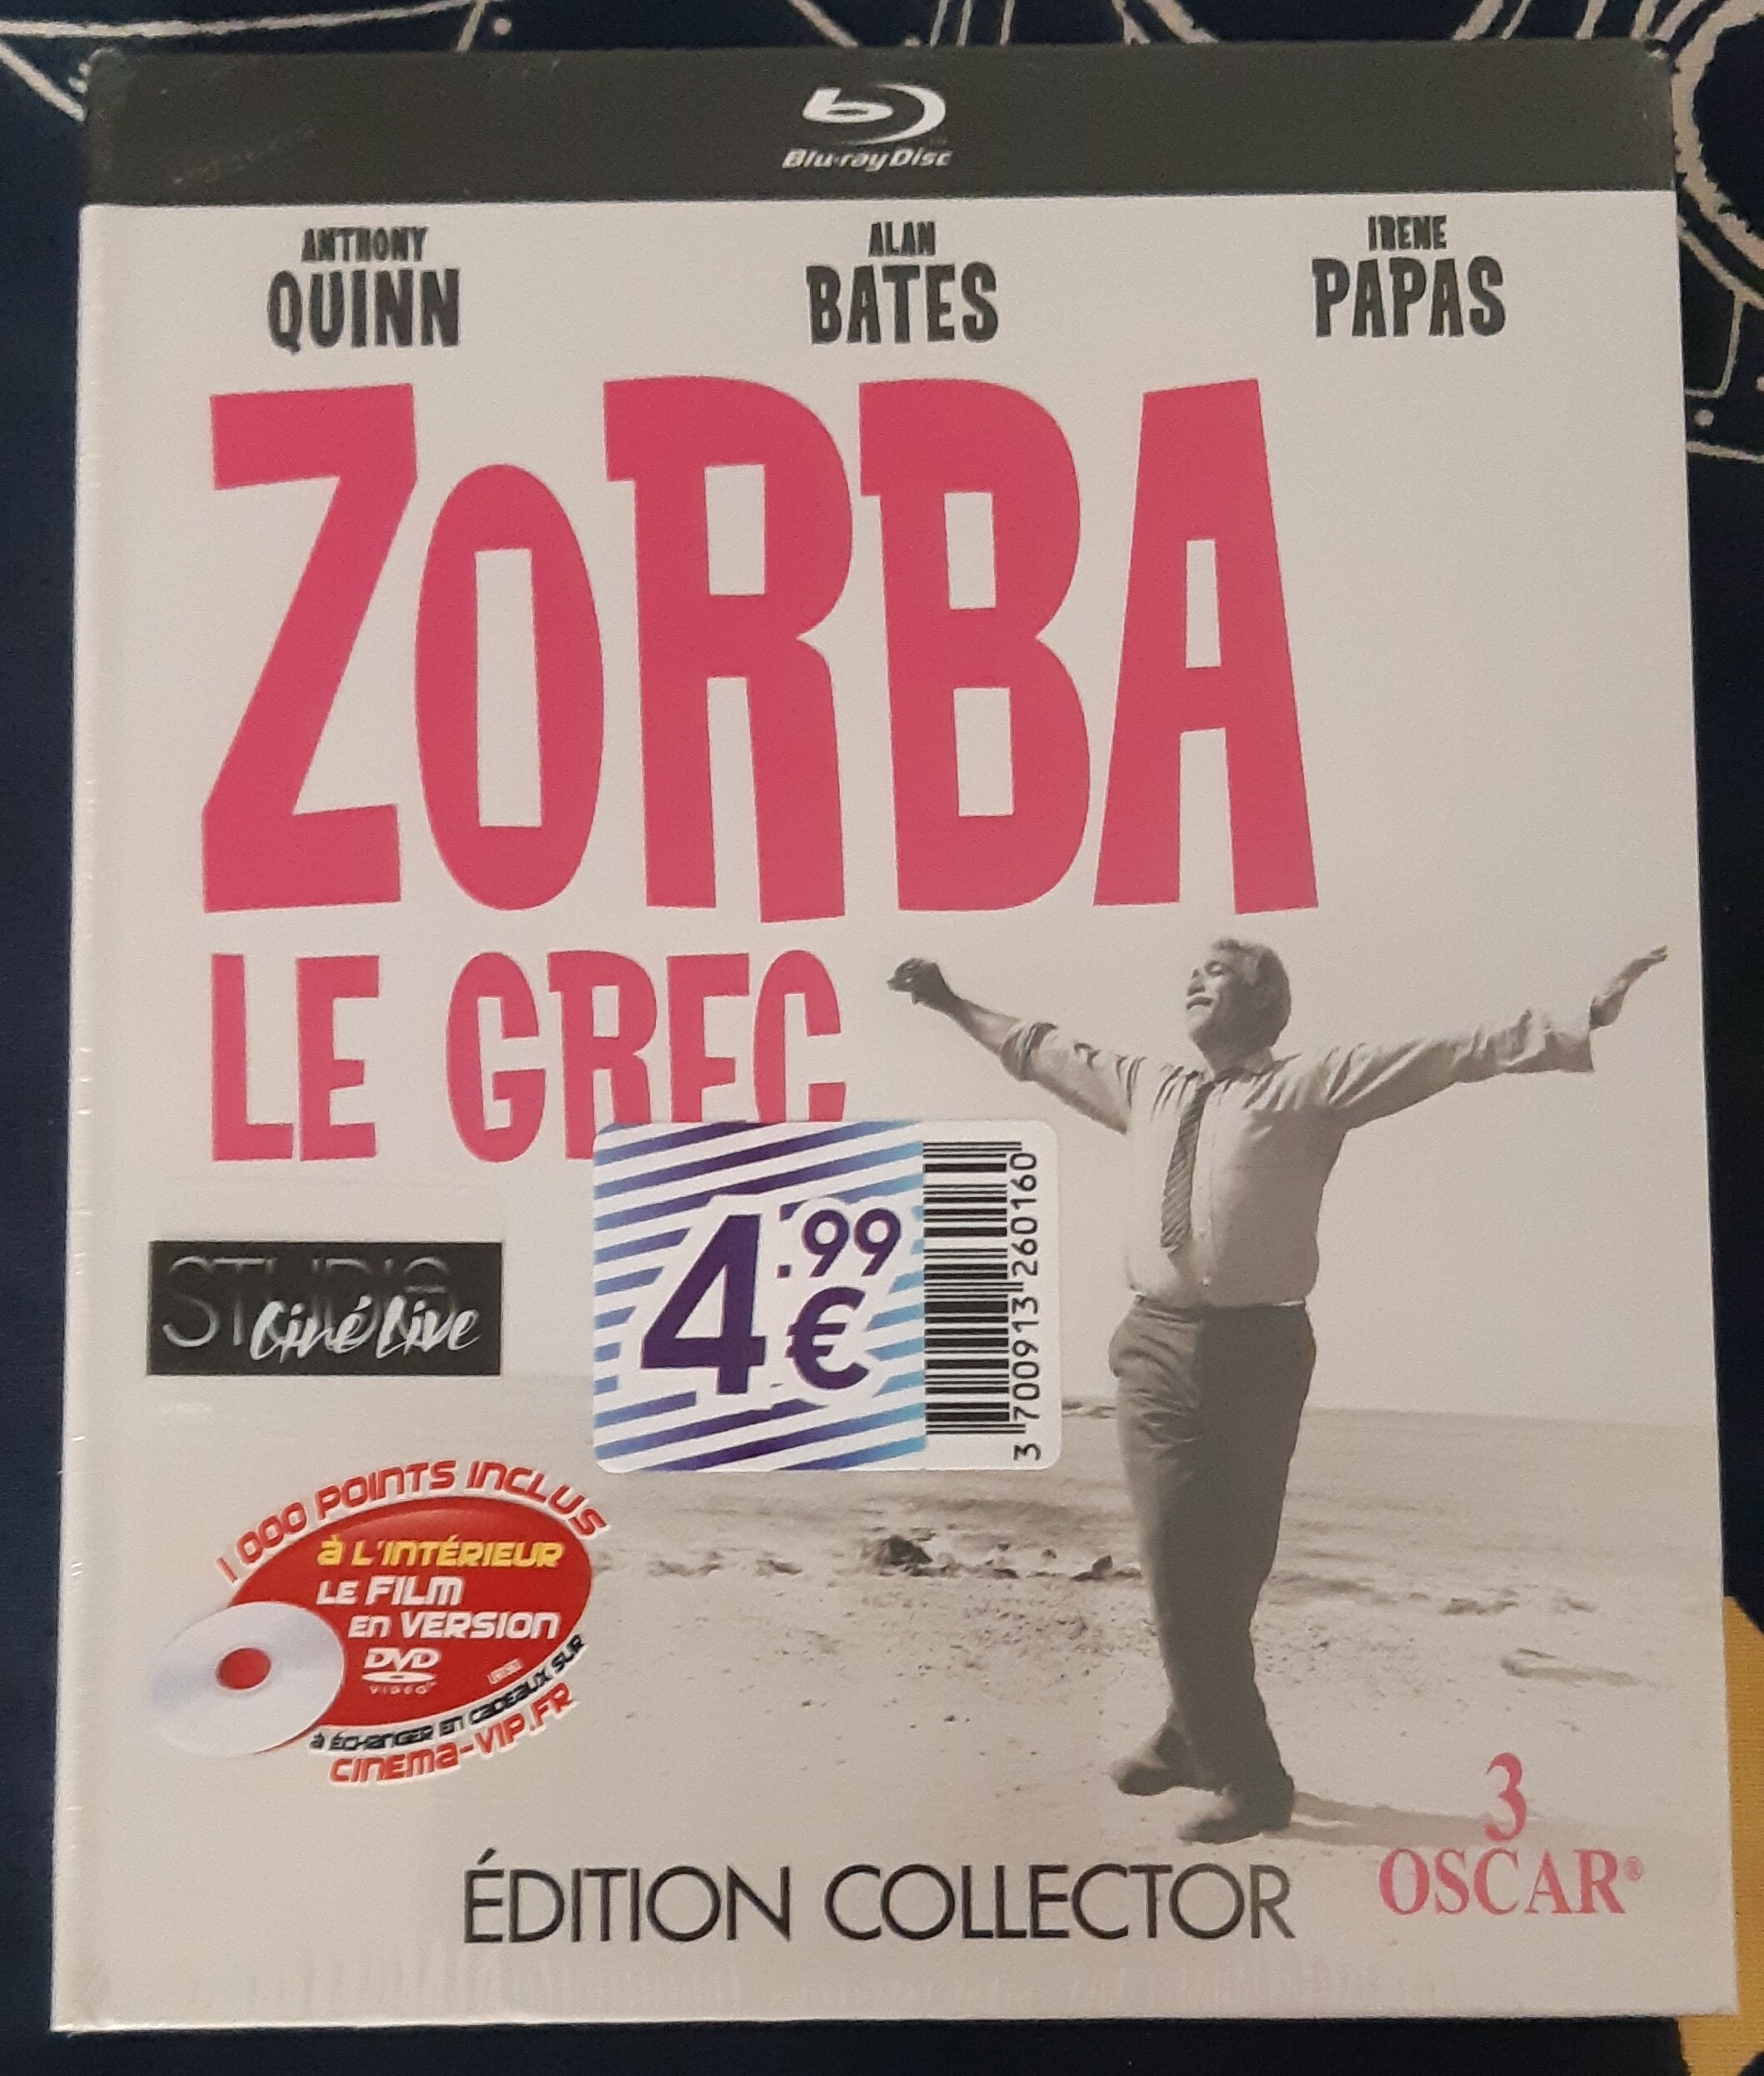 Blu-ray Disc
ANTHONY
QUINN
ALAN
BATES
IRENE
PAPAS
ZORBA
LE GREC
4.99
€
3 700913 260160
STUDIO
Ciné Live
1 000 POINTS INCLUS
à L'INTÉRIEUR
LE FILM
EN VERSION
DVD
VIDEO
à ÉCHANGER EN CADEAUX SUR
CINEMA-VIP.FR
3
OSCAR®
ÉDITION COLLECTOR